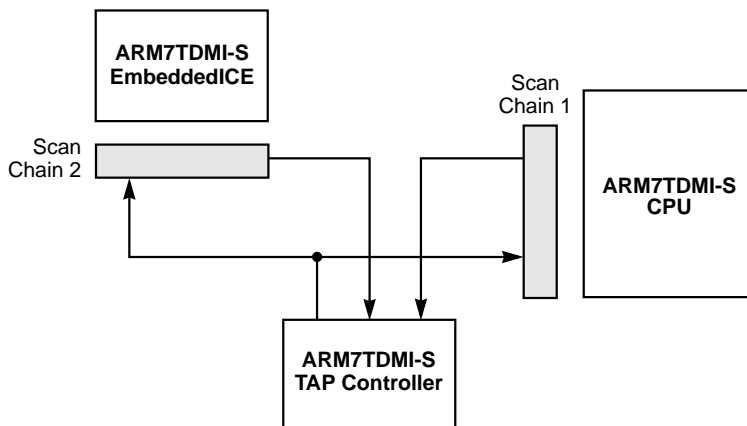 ARM7TDMI-S
EmbeddedICE
Scan
Chain 1
Scan
Chain 2
ARM7TDMI-S
CPU
ARM7TDMI-S
TAP Controller